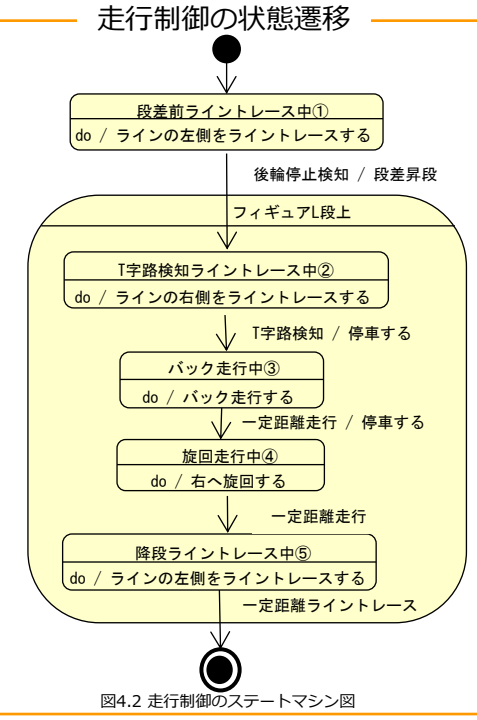 走行制御の状態遷移
段差前ライントレース中①
do / ラインの左側をライントレースする
後輪停止検知 / 段差昇段
フィギュアL段上
T字路検知ライントレース中②
do / ラインの右側をライントレースする
T字路検知 / 停車する
バック走行中③
do / バック走行する
一定距離走行 / 停車する
旋回走行中④
do / 右へ旋回する
一定距離走行
降段ライントレース中⑤
do / ラインの左側をライントレースする
一定距離ライントレース
図4.2 走行制御のステートマシン図